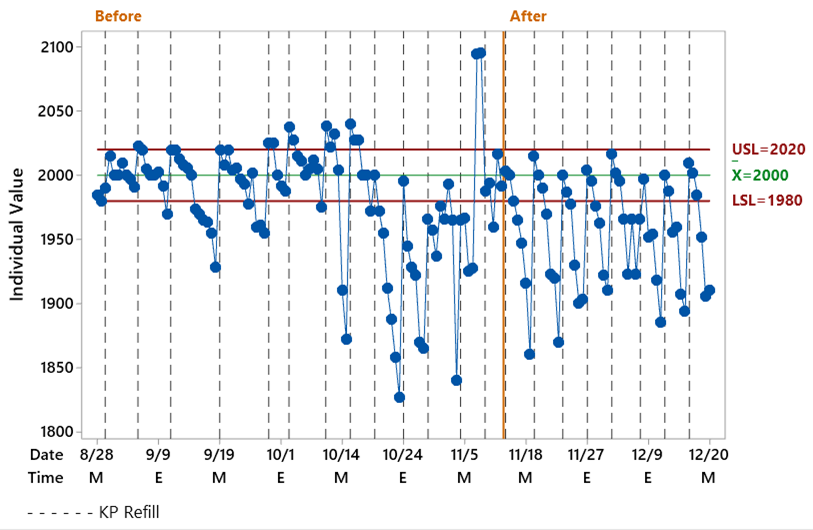 Before After
2100
2050
2000
1950
1900
1850
1800
Individual Value
USL=2020
X̄=2000
LSL=1980
Date 8/28 9/9 9/19 10/1 10/14 10/24 11/5 11/18 11/27 12/9 12/20
Time M E M E M E M M E E M
- - - - - - KP Refill